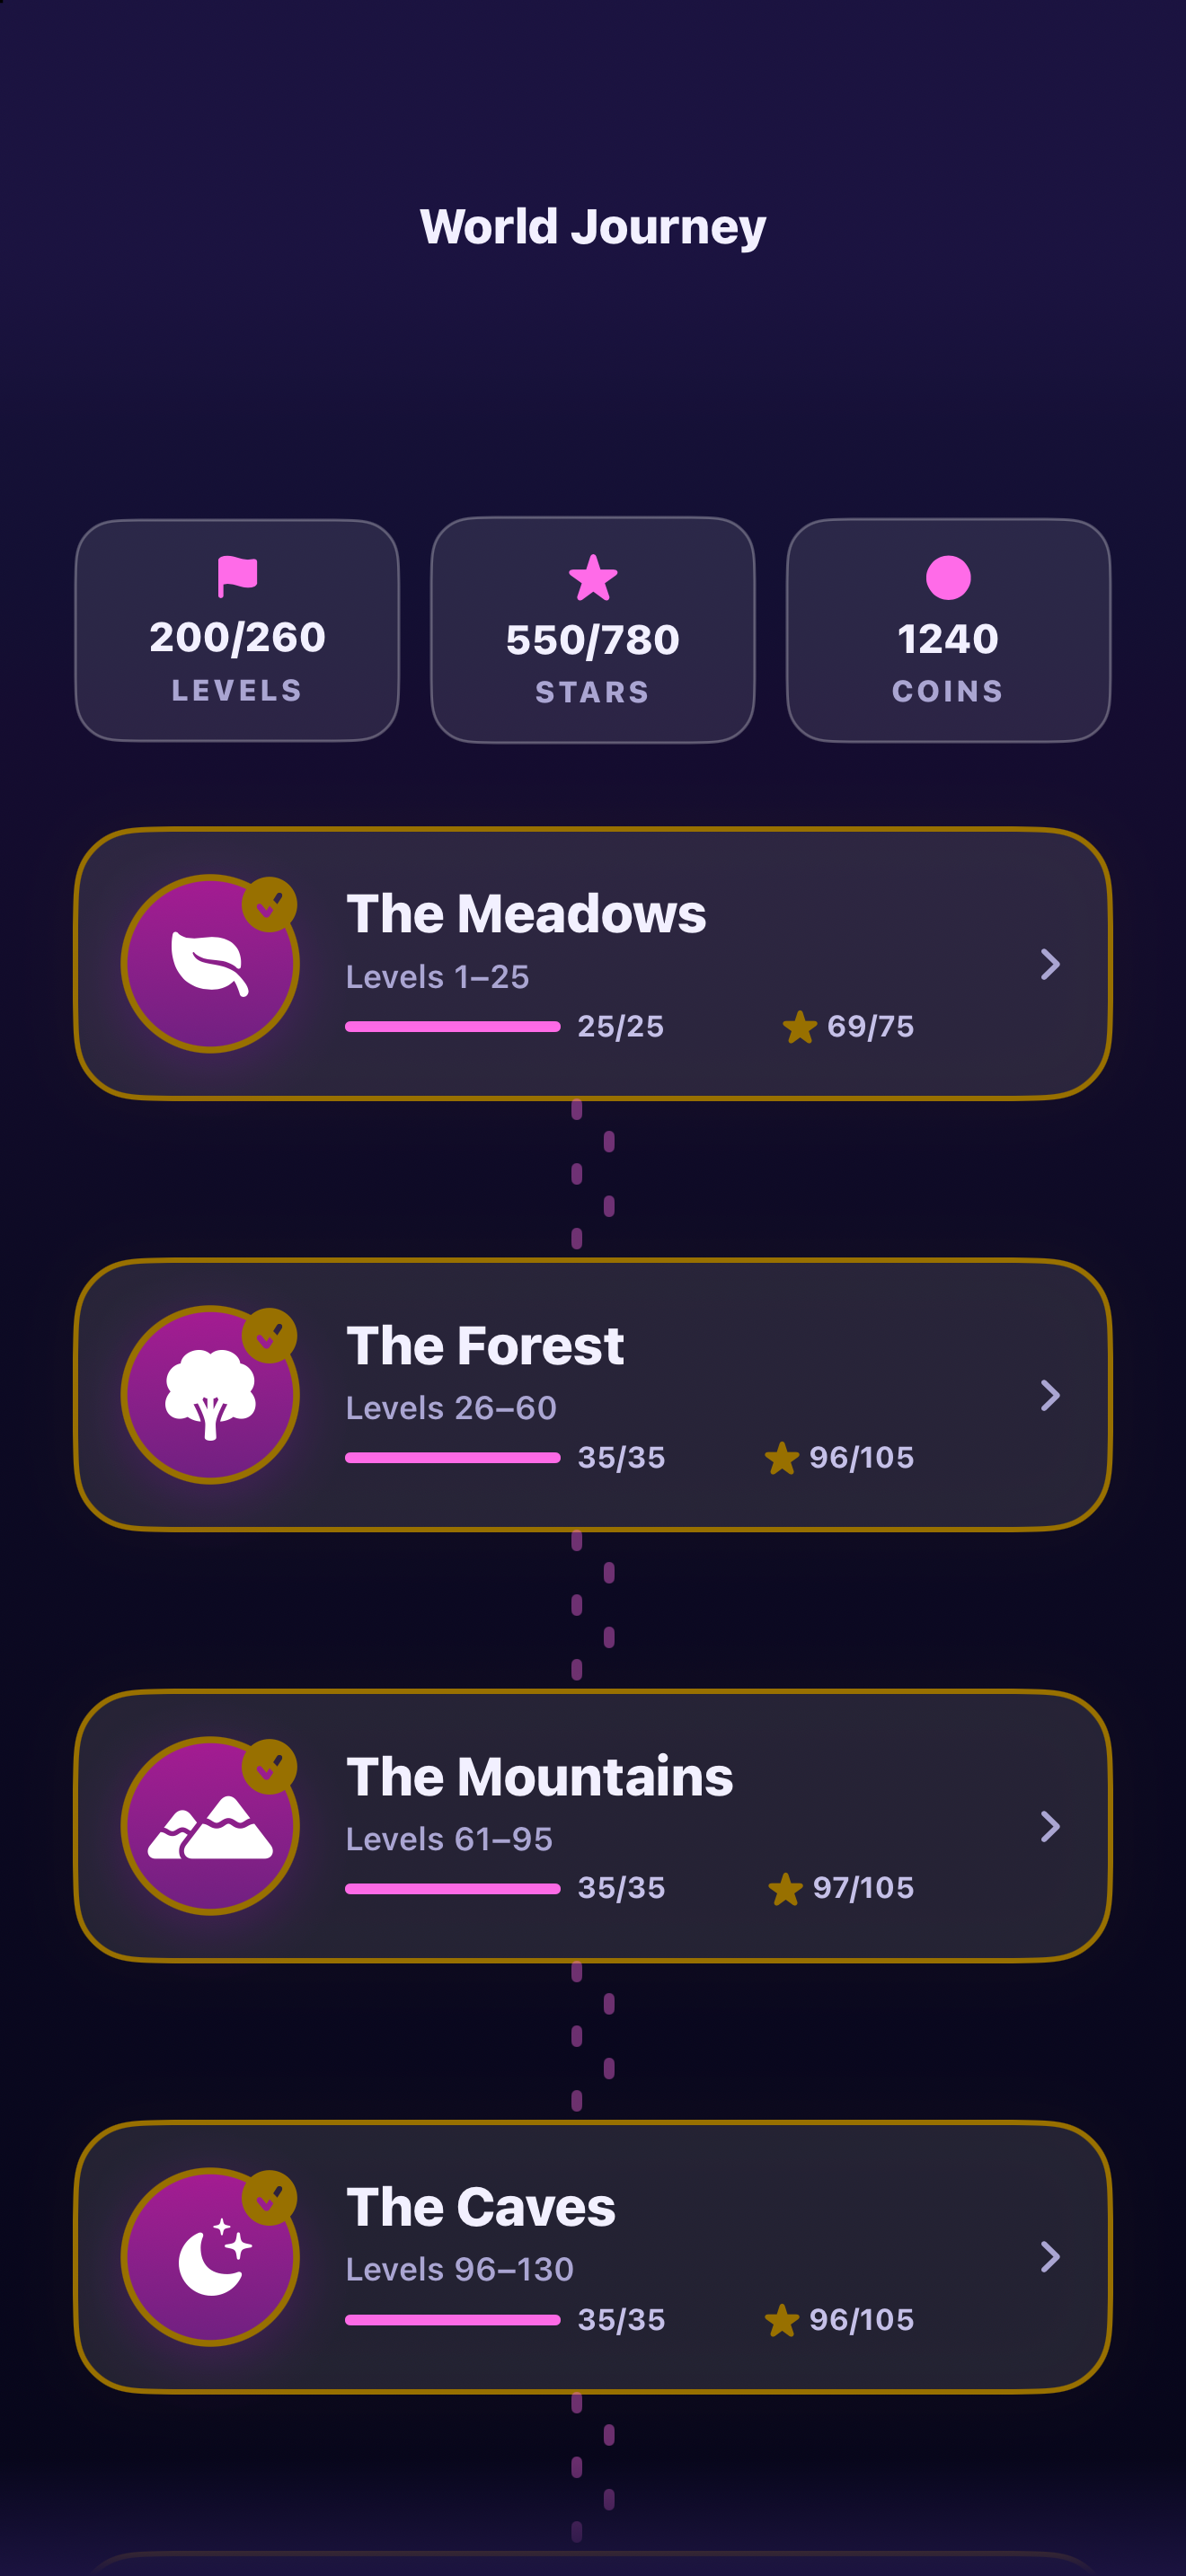 World Journey
200/260
550/780
1240
LEVELS
STARS
COINS
The Meadows
Levels 1–25
25/25
69/75
The Forest
Levels 26–60
35/35
96/105
The Mountains
Levels 61–95
35/35
97/105
The Caves
Levels 96–130
35/35
96/105